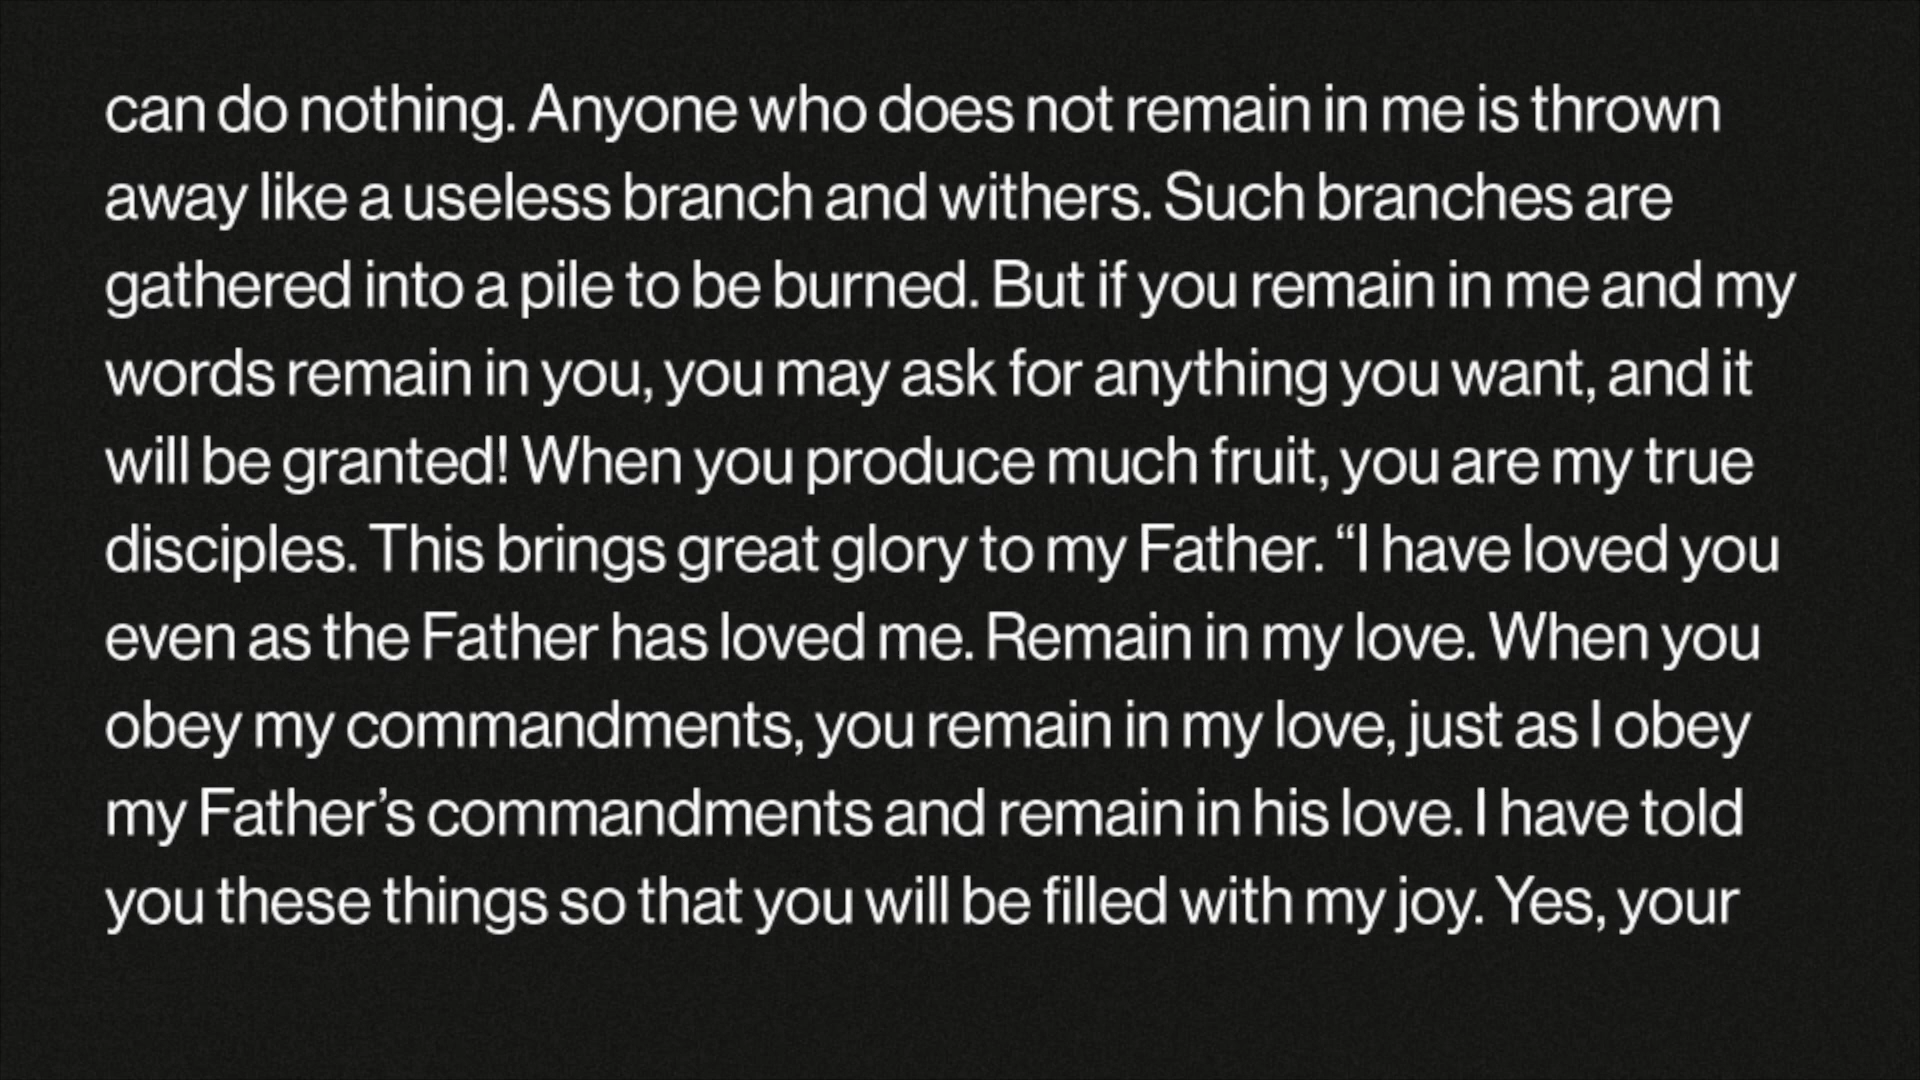 can do nothing. Anyone who does not remain in me is thrown
away like a useless branch and withers. Such branches are
gathered into a pile to be burned. But if you remain in me and my
words remain in you, you may ask for anything you want, and it
will be granted! When you produce much fruit, you are my true
disciples. This brings great glory to my Father. “I have loved you
even as the Father has loved me. Remain in my love. When you
obey my commandments, you remain in my love, just as I obey
my Father’s commandments and remain in his love. I have told
you these things so that you will be filled with my joy. Yes, your